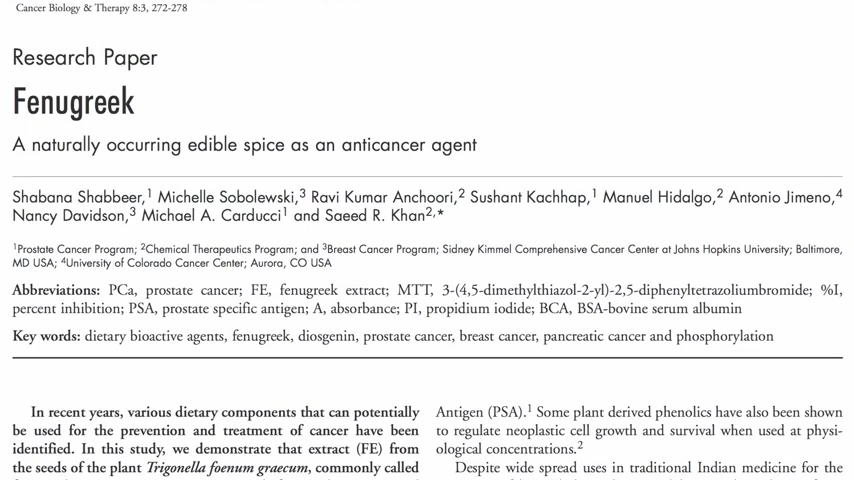 Cancer Biology & Therapy 8:3, 272-278
Research Paper
Fenugreek
A naturally occurring edible spice as an anticancer agent
Shabana Shabbeer,1 Michelle Sobolewski,3 Ravi Kumar Anchoori,2 Sushant Kachhap,1 Manuel Hidalgo,2 Antonio Jimeno,4
Nancy Davidson,3 Michael A. Carducci1 and Saeed R. Khan2,*
1Prostate Cancer Program; 2Chemical Therapeutics Program; and 3Breast Cancer Program; Sidney Kimmel Comprehensive Cancer Center at Johns Hopkins University; Baltimore,
MD USA; 4University of Colorado Cancer Center; Aurora, CO USA
Abbreviations: PCa, prostate cancer; FE, fenugreek extract; MTT, 3-(4,5-dimethylthiazol-2-yl)-2,5-diphenyltetrazoliumbromide; %I,
percent inhibition; PSA, prostate specific antigen; A, absorbance; PI, propidium iodide; BCA, BSA-bovine serum albumin
Key words: dietary bioactive agents, fenugreek, diosgenin, prostate cancer, breast cancer, pancreatic cancer and phosphorylation
In recent years, various dietary components that can potentially
be used for the prevention and treatment of cancer have been
identified. In this study, we demonstrate that extract (FE) from
the seeds of the plant Trigonella foenum graecum, commonly called
Antigen (PSA).1 Some plant derived phenolics have also been shown
to regulate neoplastic cell growth and survival when used at physi-
ological concentrations.2
Despite wide spread uses in traditional Indian medicine for the